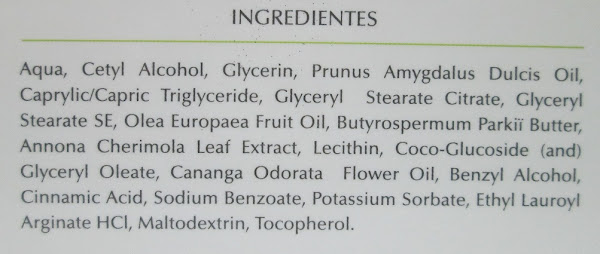 INGREDIENTES
Aqua, Cetyl Alcohol, Glycerin, Prunus Amygdalus Dulcis Oil,
Caprylic/Capric Triglyceride, Glyceryl Stearate Citrate, Glyceryl
Stearate SE, Olea Europaea Fruit Oil, Butyrospermum Parkiï Butter,
Annona Cherimola Leaf Extract, Lecithin, Coco-Glucoside (and)
Glyceryl Oleate, Cananga Odorata Flower Oil, Benzyl Alcohol,
Cinnamic Acid, Sodium Benzoate, Potassium Sorbate, Ethyl Lauroyl
Arginate HCl, Maltodextrin, Tocopherol.